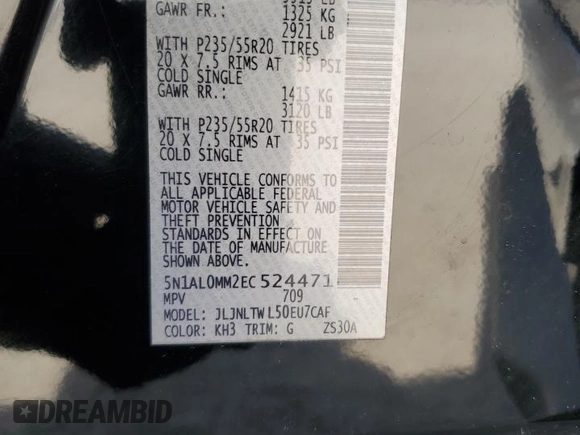 GAWR FR.: 1325 KG
2921 LB
WITH P235/55R20 TIRES
20 X 7.5 RIMS AT 35 PSI
COLD SINGLE
GAWR RR.: 1415 KG
3120 LB
WITH P235/55R20 TIRES
20 X 7.5 RIMS AT 35 PSI
COLD SINGLE
THIS VEHICLE CONFORMS TO
ALL APPLICABLE FEDERAL
MOTOR VEHICLE SAFETY AND
THEFT PREVENTION
STANDARDS IN EFFECT ON
THE DATE OF MANUFACTURE
SHOWN ABOVE.
5N1AL0MM2EC524471
MPV 709
MODEL: JLJNLTWL50EU7CAF
COLOR: KH3 TRIM: G ZS30A
DREAMBID